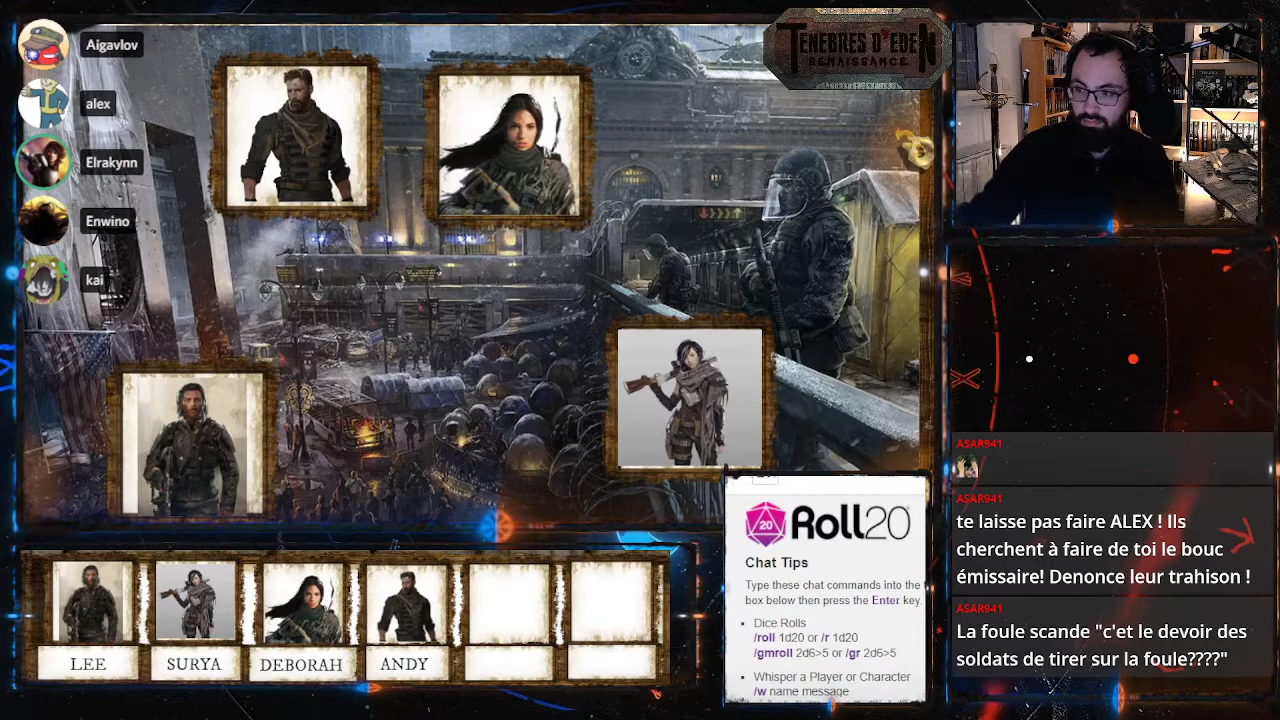 Aigavlov
alex
Elrakynn
Enwino
kai
TENEBRES D'EDEN
RENAISSANCE
LEE
SURYA
DEBORAH
ANDY
20
Roll20
Chat Tips
Type these chat commands into the
box below then press the Enter key.
Dice Rolls
/roll 1d20 or /r 1d20
/gmroll 2d6>5 or /gr 2d6>5
Whisper a Player or Character
/w name message
ASAR941
ASAR941
te laisse pas faire ALEX ! Ils
cherchent à faire de toi le bouc
émissaire! Denonce leur trahison !
ASAR941
La foule scande "c'et le devoir des
soldats de tirer sur la foule????"